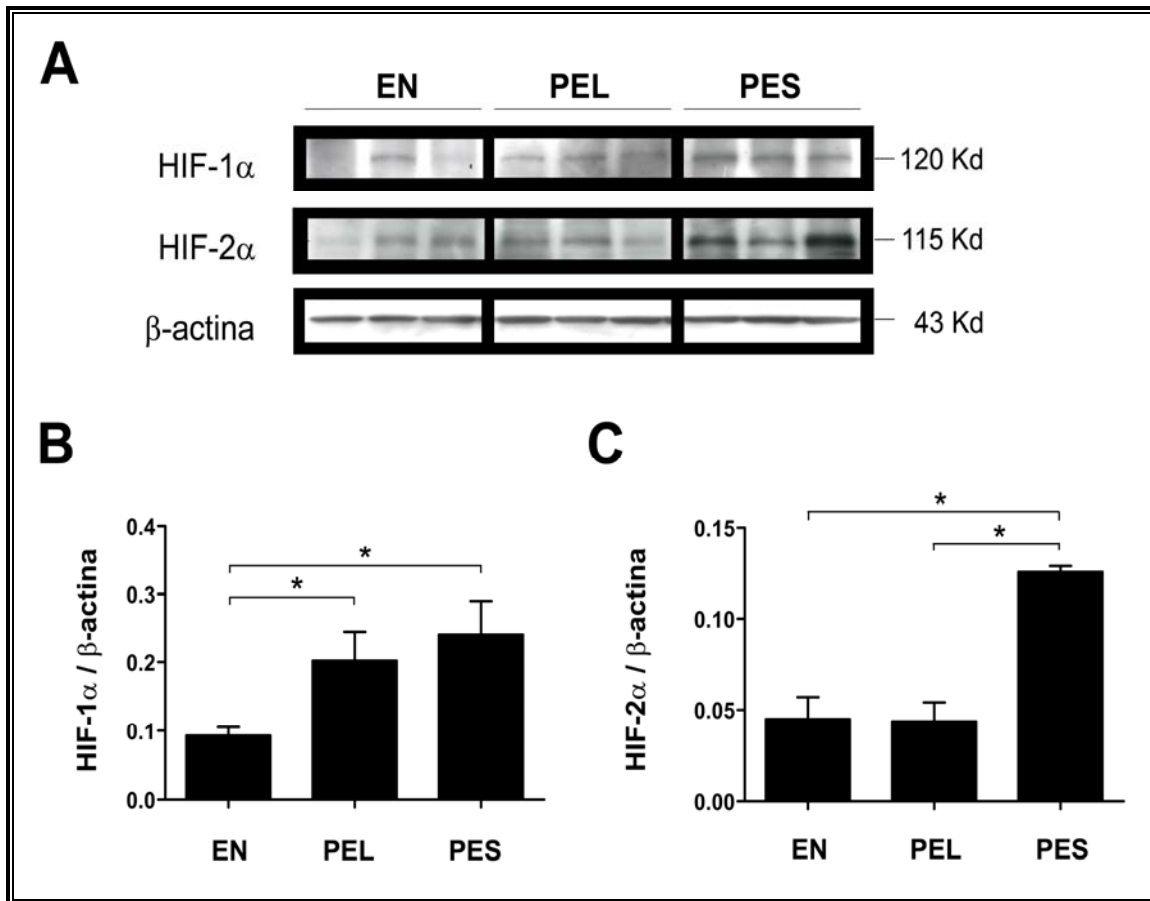 A
EN PEL PES
HIF-1α 120 Kd
HIF-2α 115 Kd
β-actina 43 Kd
B
HIF-1α / β-actina
0.4
0.3
0.2
0.1
0.0
*
*
EN PEL PES
C
HIF-2α / β-actina
0.15
0.10
0.05
0.00
*
*
EN PEL PES